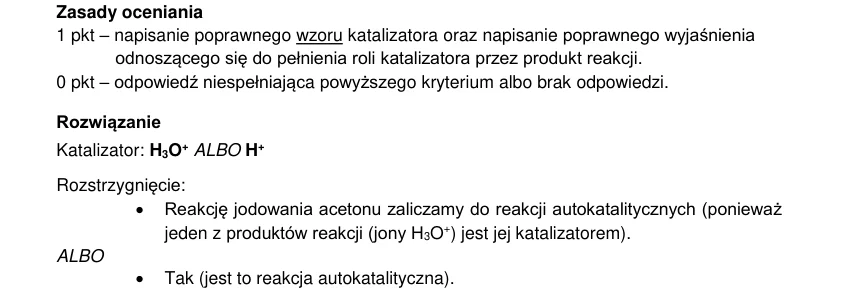 Zasady oceniania
1 pkt – napisanie poprawnego wzoru katalizatora oraz napisanie poprawnego wyjaśnienia
odnoszącego się do pełnienia roli katalizatora przez produkt reakcji.
0 pkt – odpowiedź niespełniająca powyższego kryterium albo brak odpowiedzi.
Rozwiązanie
Katalizator: H₃O⁺ ALBO H⁺
Rozstrzygnięcie:
• Reakcję jodowania acetonu zaliczamy do reakcji autokatalitycznych (ponieważ
jeden z produktów reakcji (jony H₃O⁺) jest jej katalizatorem).
ALBO
• Tak (jest to reakcja autokatalityczna).